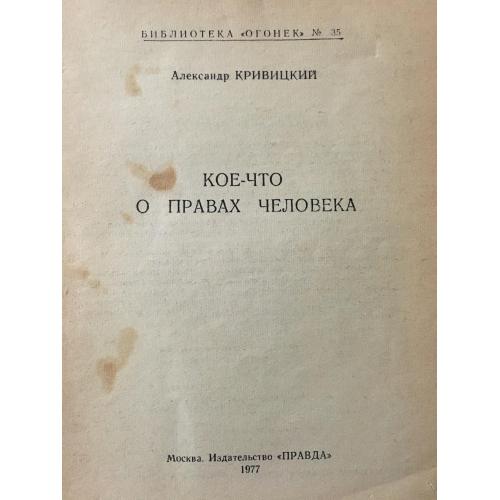 БИБЛИОТЕКА «ОГОНЕК» № 35
Александр КРИВИЦКИЙ
КОЕ-ЧТО
О ПРАВАХ ЧЕЛОВЕКА
Москва. Издательство «ПРАВДА»
1977